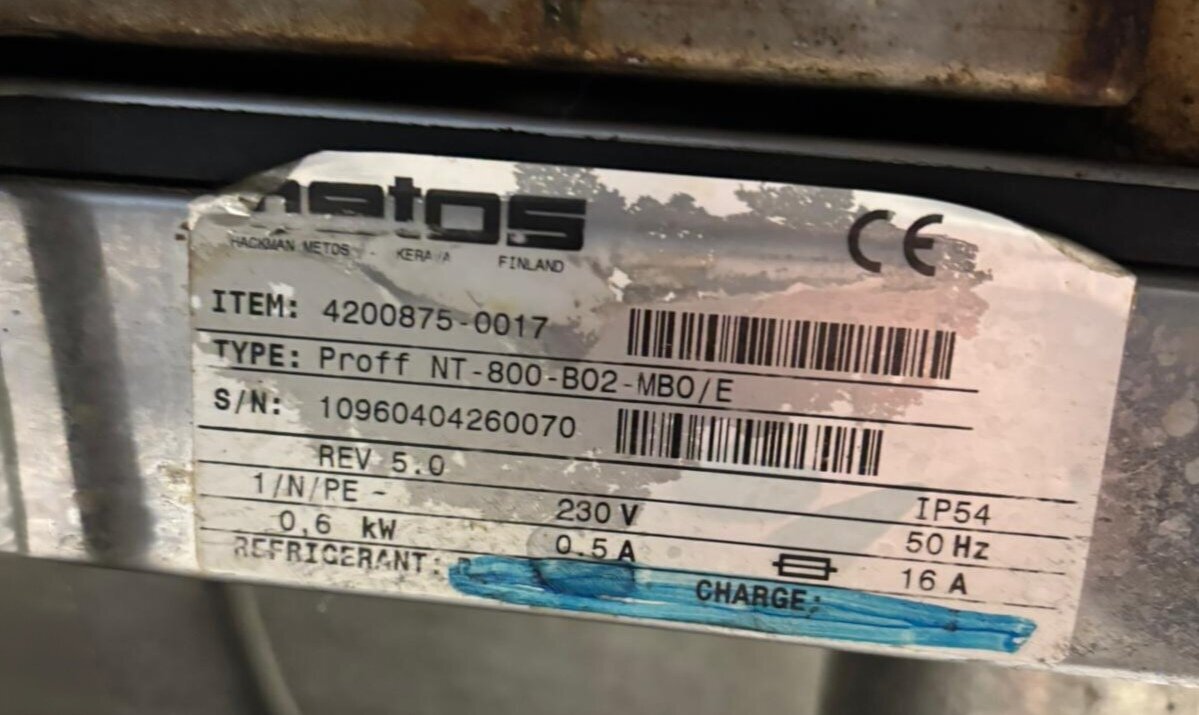 metos
HACKMAN METOS - KERAVA FINLAND
CE
ITEM: 4200875-0017
TYPE: Proff NT-800-BO2-MBO/E
S/N: 10960404260070
REV 5.0
1/N/PE ~ 230 V IP54
0,6 kW 0.5 A 50 Hz
REFRIGERANT: CHARGE: 16 A